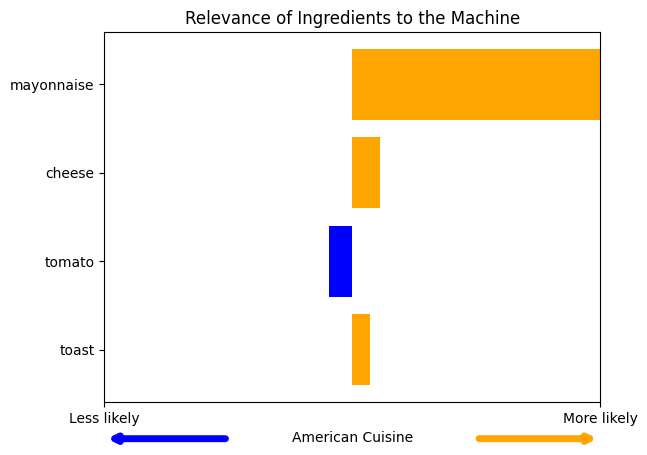 Relevance of Ingredients to the Machine
mayonnaise
cheese
tomato
toast
Less likely
More likely
American Cuisine